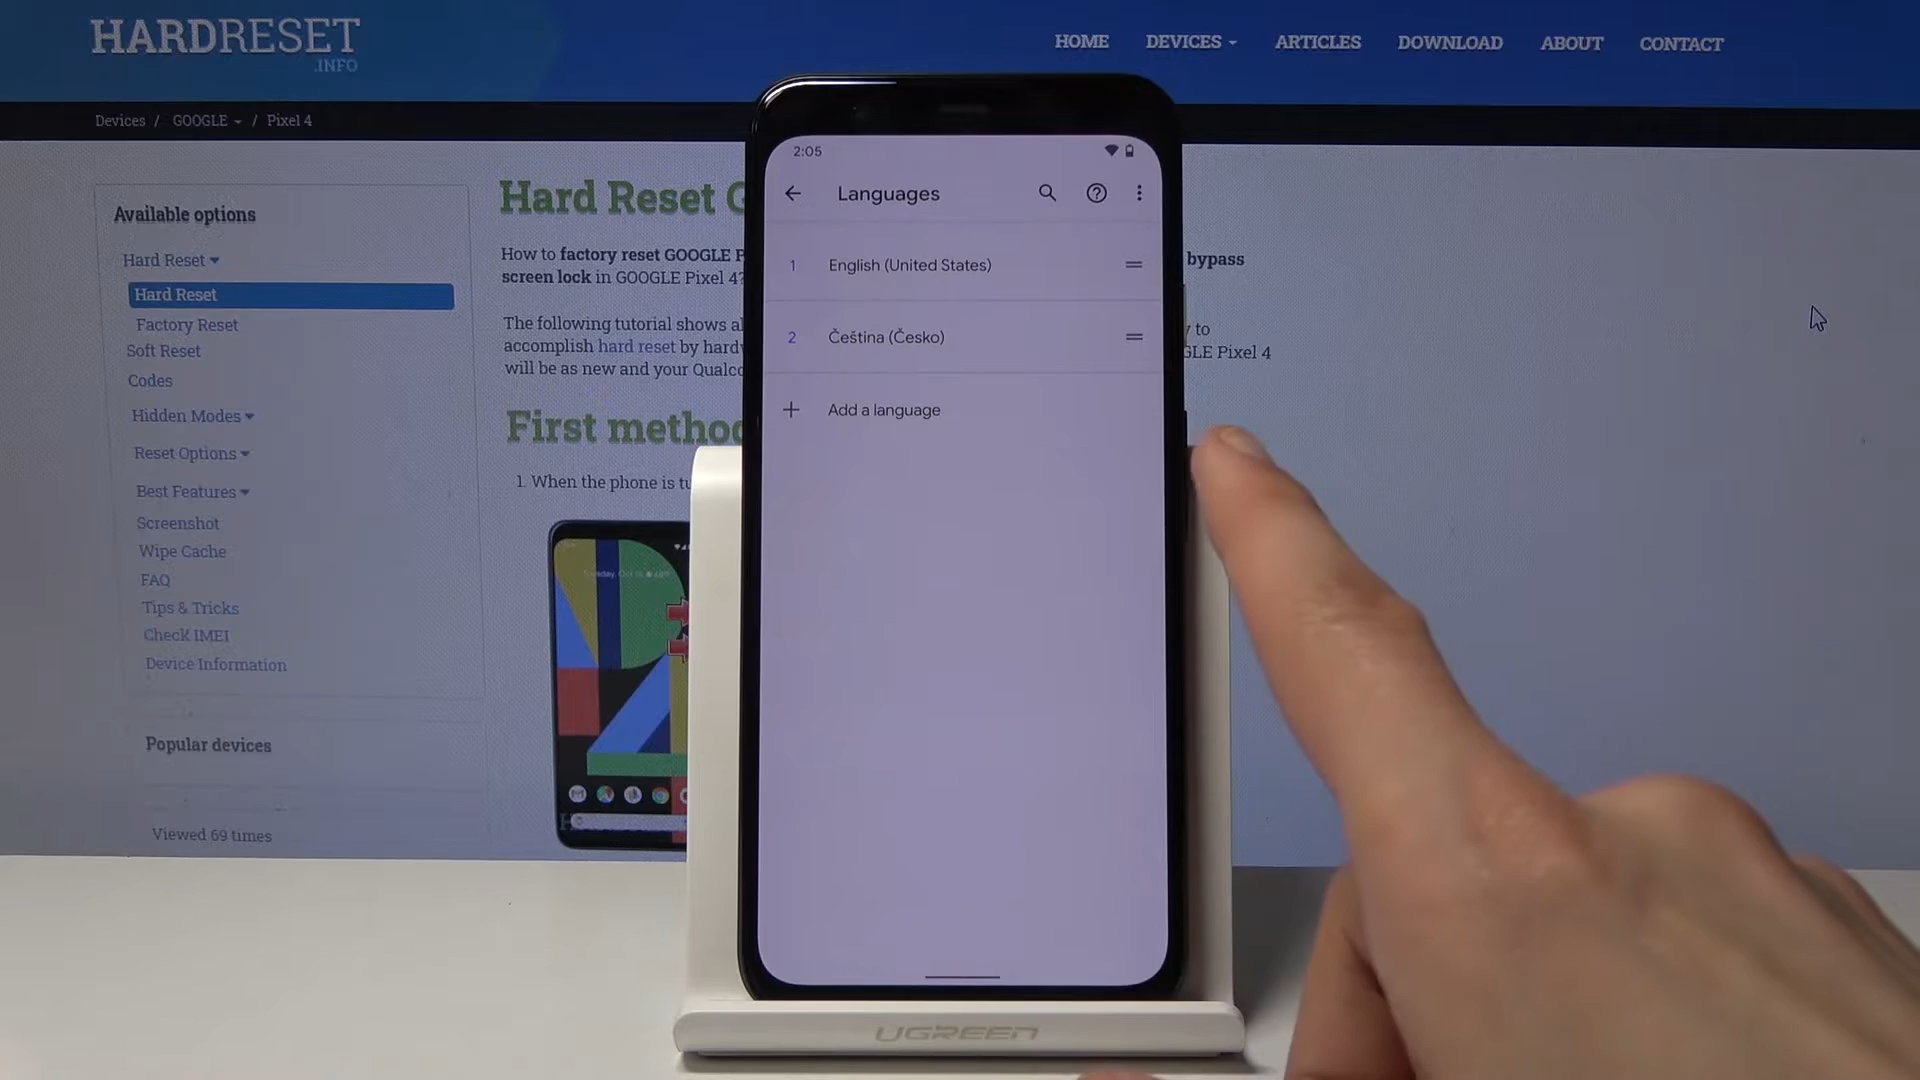 HARDRESET
.INFO
HOME DEVICES ARTICLES DOWNLOAD ABOUT CONTACT
Devices / GOOGLE / Pixel 4
Available options
Hard Reset
Hard Reset
Factory Reset
Soft Reset
Codes
Hidden Modes
Reset Options
Best Features
Screenshot
Wipe Cache
FAQ
Tips & Tricks
Check IMEI
Device Information
Popular devices
Viewed 69 times
Hard Reset G
How to factory reset GOOGLE P
bypass
screen lock in GOOGLE Pixel 4?
The following tutorial shows al
y to
accomplish hard reset by hardw
GLE Pixel 4
will be as new and your Qualco
First method
1. When the phone is tu
2:05
Languages
1 English (United States)
2 Čeština (Česko)
+ Add a language
UGREEN